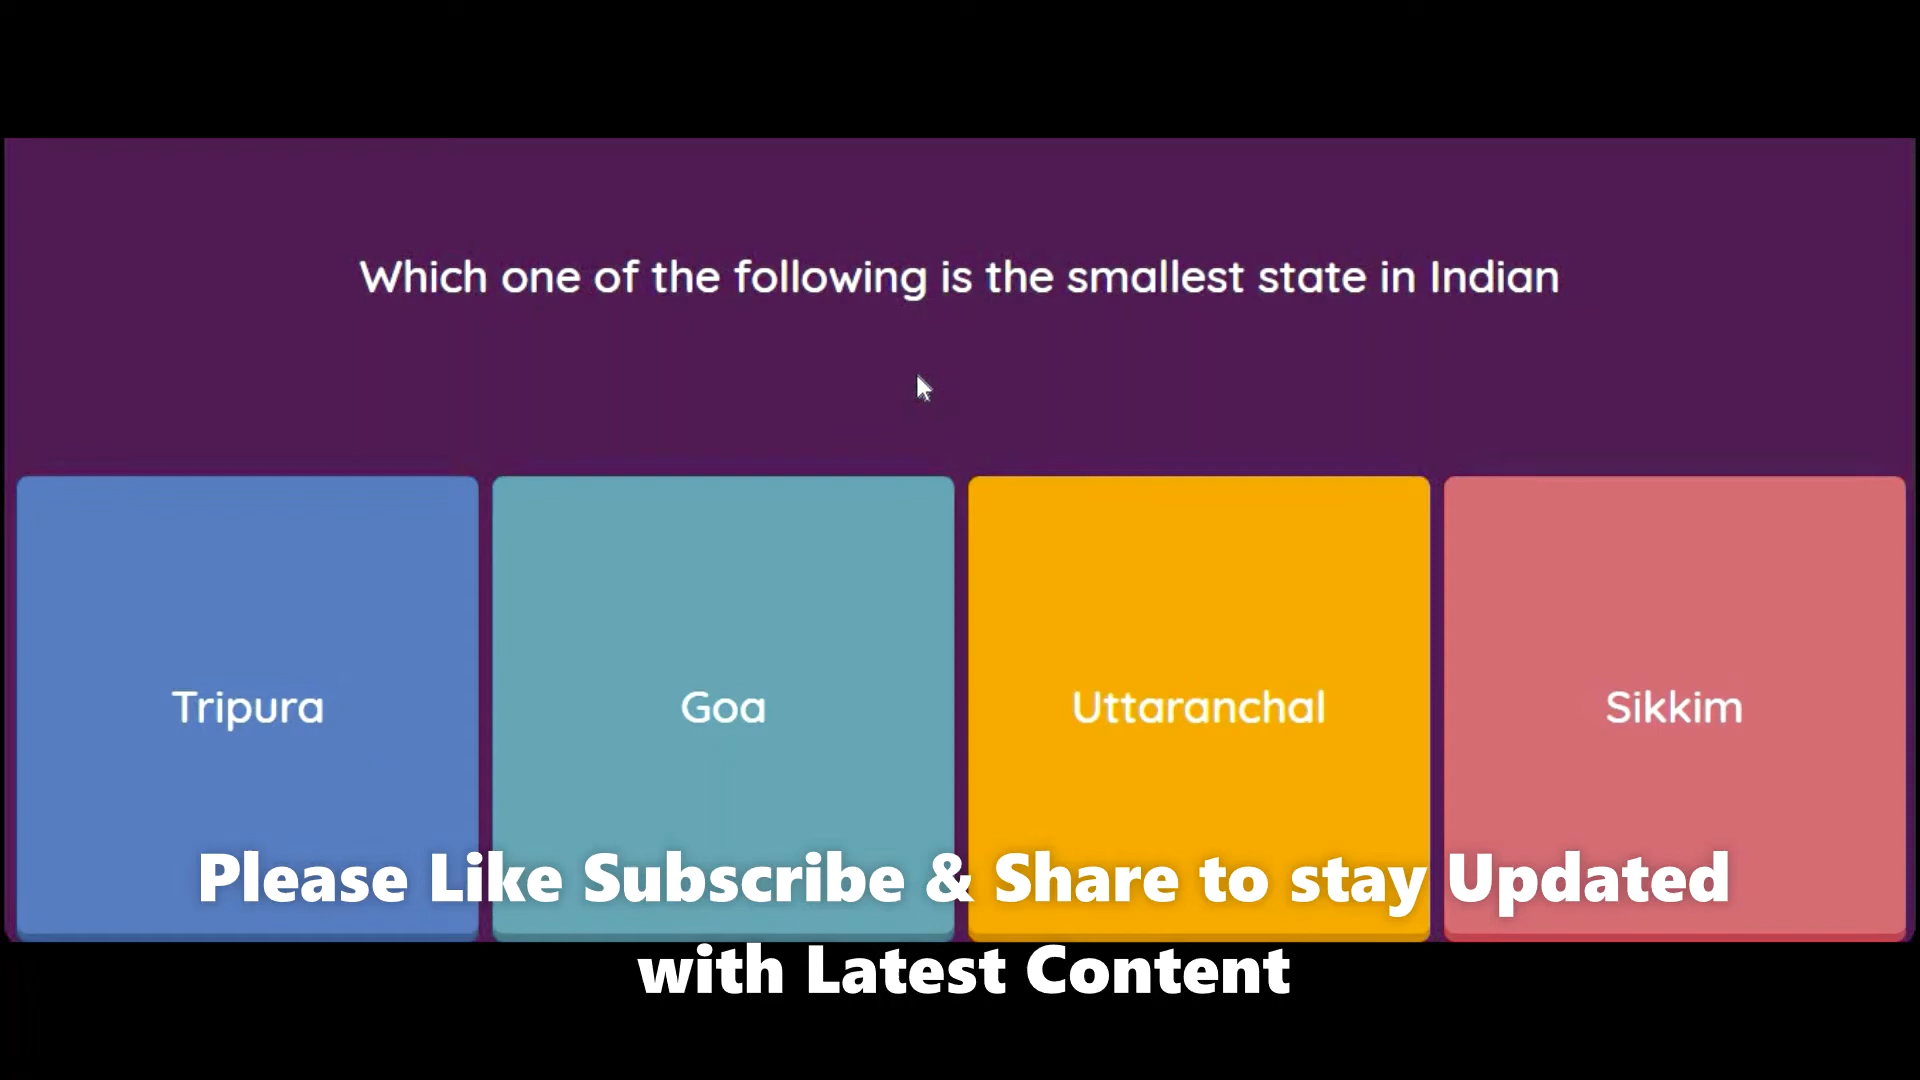 Which one of the following is the smallest state in Indian
Tripura
Goa
Uttaranchal
Sikkim
Please Like Subscribe & Share to stay Updated
with Latest Content